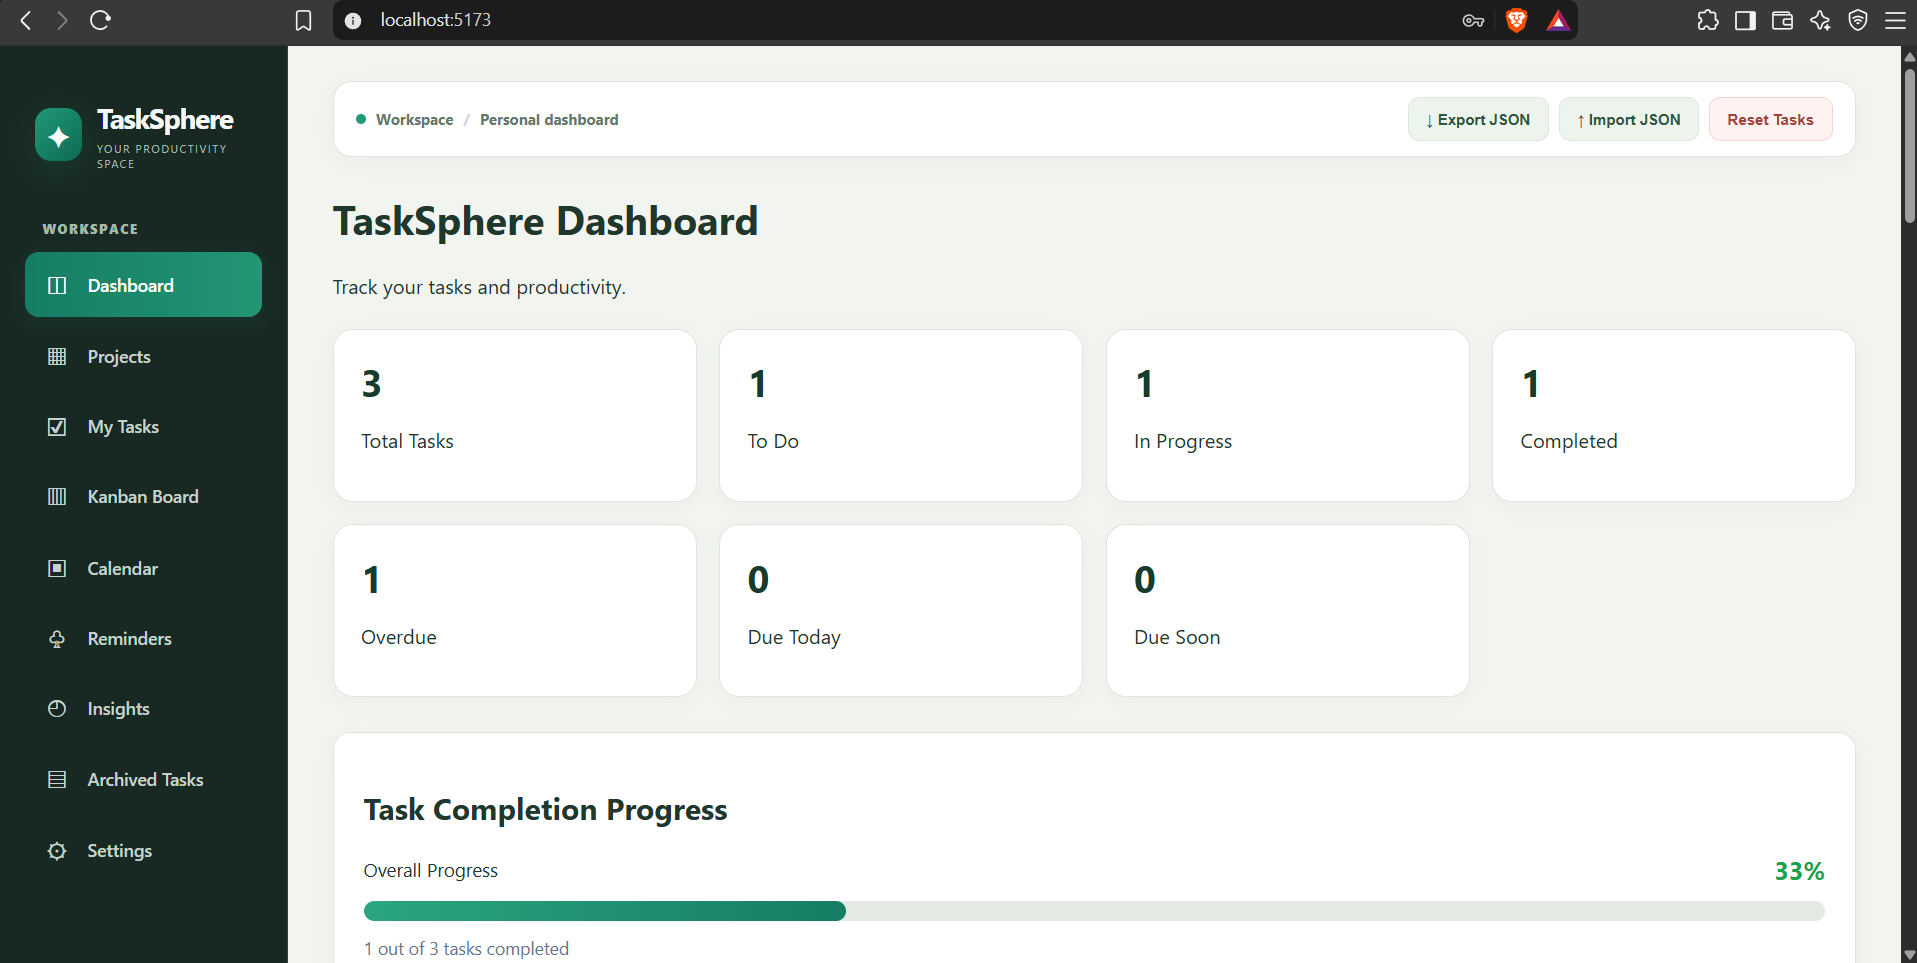 localhost:5173
TaskSphere
YOUR PRODUCTIVITY
SPACE
WORKSPACE
Dashboard
Projects
My Tasks
Kanban Board
Calendar
Reminders
Insights
Archived Tasks
Settings
Workspace / Personal dashboard
↓ Export JSON
↑ Import JSON
Reset Tasks
TaskSphere Dashboard
Track your tasks and productivity.
3
Total Tasks
1
To Do
1
In Progress
1
Completed
1
Overdue
0
Due Today
0
Due Soon
Task Completion Progress
Overall Progress
33%
1 out of 3 tasks completed